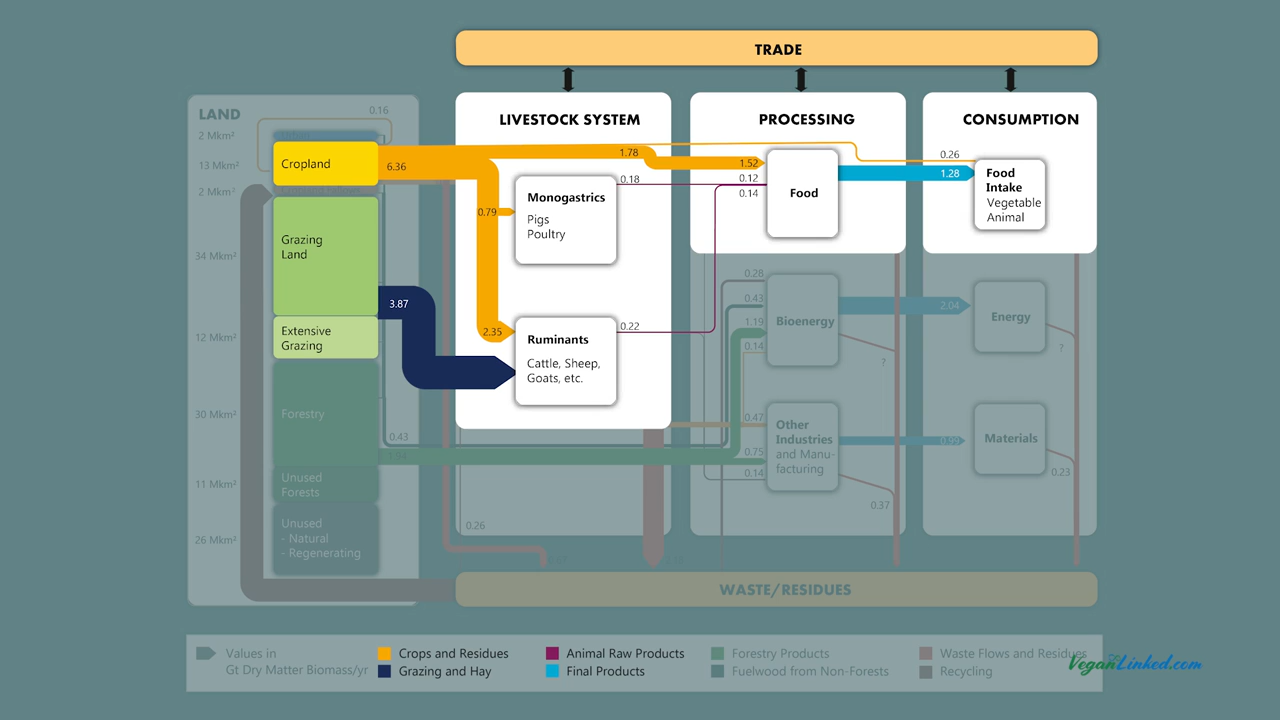 TRADE
LAND
0.16
2 Mkm²
Urban
13 Mkm²
Cropland
6.36
2 Mkm²
34 Mkm²
Grazing
Land
3.87
12 Mkm²
Extensive
Grazing
30 Mkm²
Forestry
0.43
11 Mkm²
Unused
Forests
26 Mkm²
Unused
- Natural
- Regenerating
LIVESTOCK SYSTEM
1.78
0.18
0.79
Monogastrics
Pigs
Poultry
2.35
0.22
Ruminants
Cattle, Sheep,
Goats, etc.
0.26
PROCESSING
1.52
0.12
0.14
Food
0.28
0.43
1.19
0.14
Bioenergy
?
0.47
0.75
0.14
Other
Industries
and Manu-
facturing
0.37
CONSUMPTION
0.26
1.28
Food
Intake
Vegetable
Animal
2.04
Energy
?
0.99
Materials
0.23
WASTE/RESIDUES
Values in
Gt Dry Matter Biomass/yr
Crops and Residues
Grazing and Hay
Animal Raw Products
Final Products
Forestry Products
Fuelwood from Non-Forests
Waste Flows and Residues
Recycling
VeganLinked.com